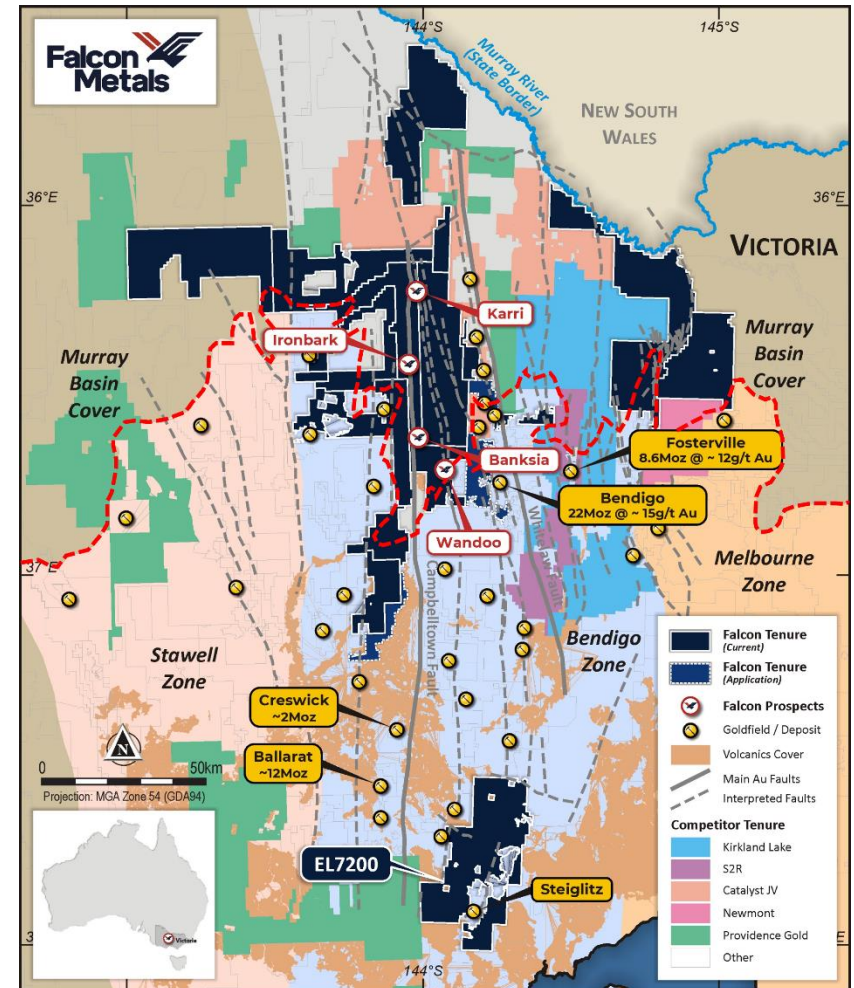 Falcon
Metals
144°S
145°S
Murray River
(State Border)
NEW SOUTH
WALES
36°E
36°E
VICTORIA
Karri
Ironbark
Murray
Basin
Cover
Murray
Basin
Cover
Banksia
Fosterville
8.6Moz @ ~ 12g/t Au
Bendigo
22Moz @ ~ 15g/t Au
Wandoo
Whitelaw Fault
Campbelltown Fault
37°E
Melbourne
Zone
Bendigo
Zone
Stawell
Zone
Creswick
~2Moz
Ballarat
~12Moz
N
0
50km
Projection: MGA Zone 54 (GDA94)
EL7200
Steiglitz
144°S
Victoria
Falcon Tenure
(Current)
Falcon Tenure
(Application)
Falcon Prospects
Goldfield / Deposit
Volcanics Cover
Main Au Faults
Interpreted Faults
Competitor Tenure
Kirkland Lake
S2R
Catalyst JV
Newmont
Providence Gold
Other